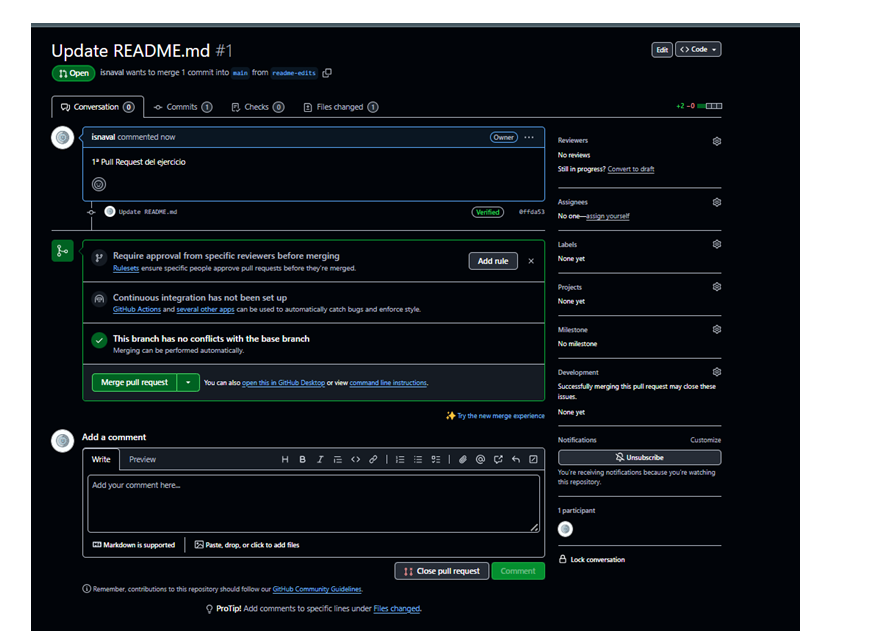 Update README.md #1
Edit
<> Code
Open
isnaval wants to merge 1 commit into main from readme-edits
Conversation 0
Commits 1
Checks 0
Files changed 1
+2 −0
isnaval commented now
Owner
1ª Pull Request del ejercicio
Update README.md
Verified
0ffda53
Require approval from specific reviewers before merging
Rulesets ensure specific people approve pull requests before they're merged.
Add rule
Continuous integration has not been set up
GitHub Actions and several other apps can be used to automatically catch bugs and enforce style.
This branch has no conflicts with the base branch
Merging can be performed automatically.
Merge pull request
You can also open this in GitHub Desktop or view command line instructions.
Try the new merge experience
Add a comment
Write
Preview
Add your comment here...
Markdown is supported
Paste, drop, or click to add files
Close pull request
Comment
Remember, contributions to this repository should follow our GitHub Community Guidelines.
ProTip! Add comments to specific lines under Files changed.
Reviewers
No reviews
Still in progress? Convert to draft
Assignees
No one—assign yourself
Labels
None yet
Projects
None yet
Milestone
No milestone
Development
Successfully merging this pull request may close these
issues.
None yet
Notifications
Customize
Unsubscribe
You're receiving notifications because you're watching
this repository.
1 participant
Lock conversation